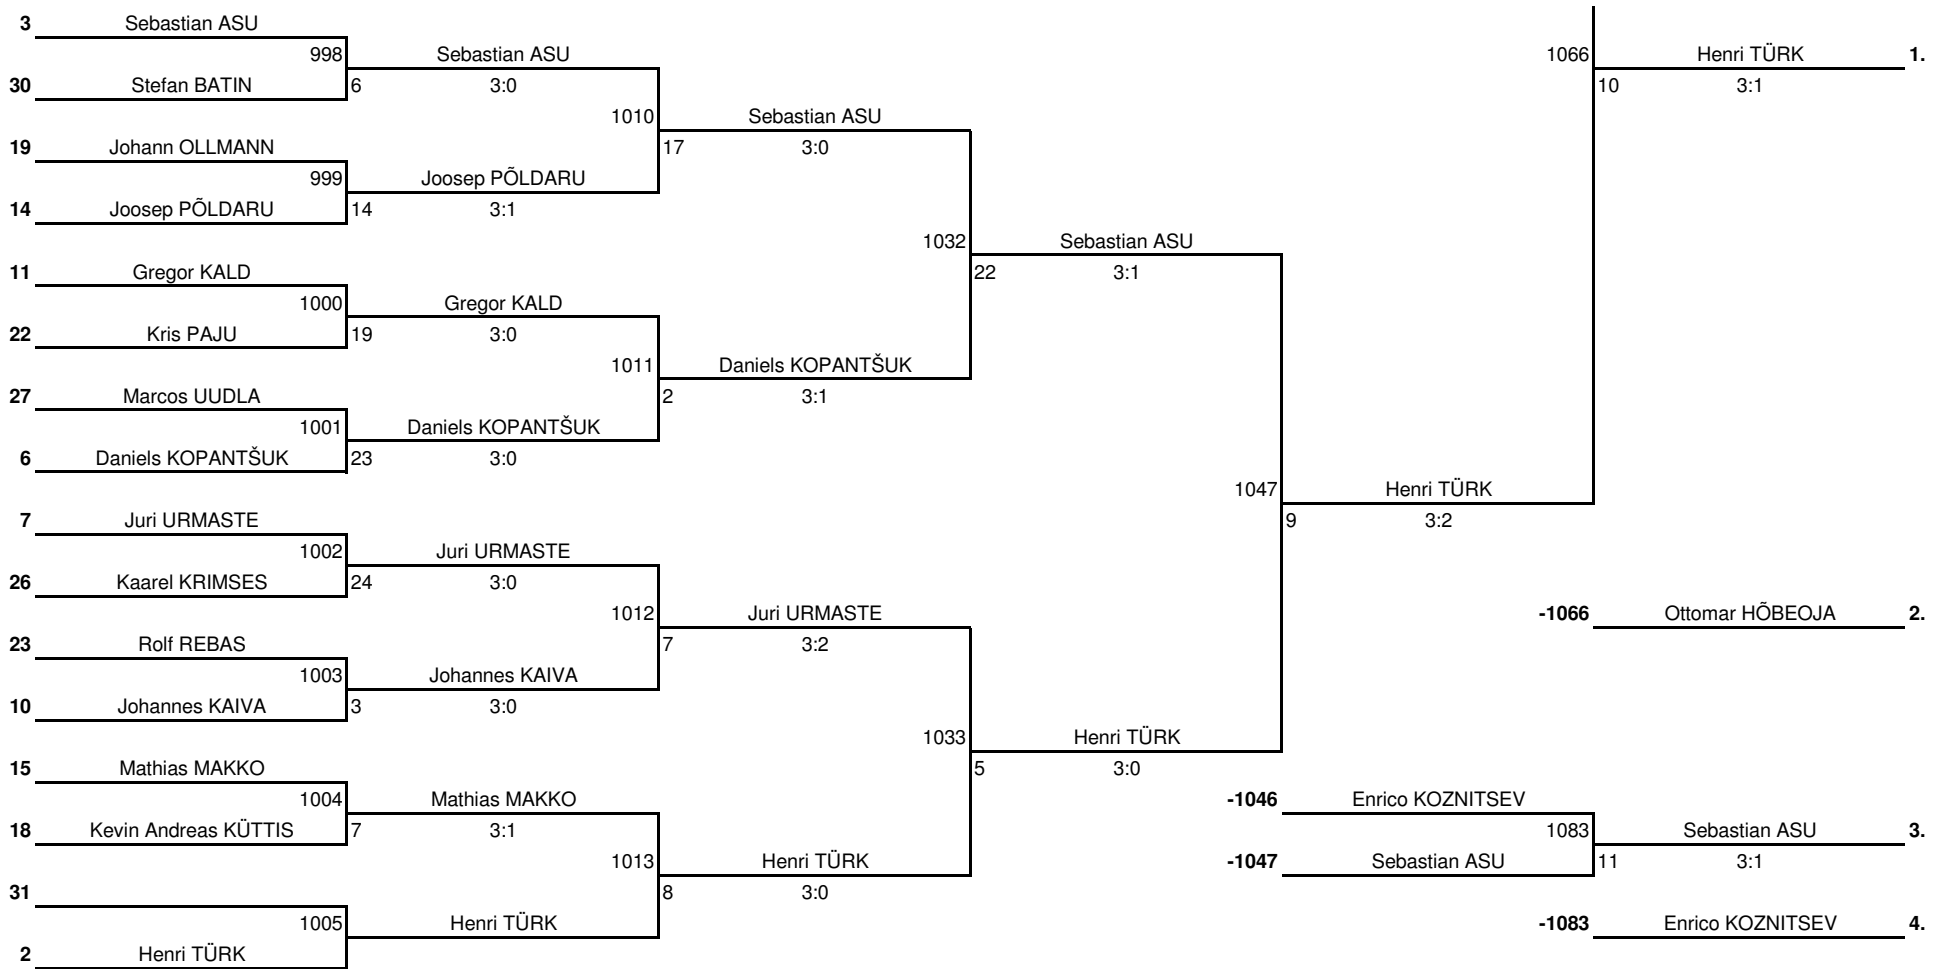 3 Sebastian ASU
998 Sebastian ASU 1066 Henri TÜRK 1.
30 Stefan BATIN 6 3:0 10 3:1
1010 Sebastian ASU
19 Johann OLLMANN 17 3:0
999 Joosep PÕLDARU
14 Joosep PÕLDARU 14 3:1
1032 Sebastian ASU
11 Gregor KALD 22 3:1
1000 Gregor KALD
22 Kris PAJU 19 3:0
1011 Daniels KOPANTŠUK
27 Marcos UUDLA 2 3:1
1001 Daniels KOPANTŠUK
6 Daniels KOPANTŠUK 23 3:0
1047 Henri TÜRK
7 Juri URMASTE 9 3:2
1002 Juri URMASTE
26 Kaarel KRIMSES 24 3:0
1012 Juri URMASTE -1066 Ottomar HÕBEOJA 2.
23 Rolf REBAS 7 3:2
1003 Johannes KAIVA
10 Johannes KAIVA 3 3:0
1033 Henri TÜRK
15 Mathias MAKKO 5 3:0
1004 Mathias MAKKO -1046 Enrico KOZNITSEV
18 Kevin Andreas KÜTTIS 7 3:1 1083 Sebastian ASU 3.
1013 Henri TÜRK -1047 Sebastian ASU 11 3:1
31 8 3:0
1005 Henri TÜRK -1083 Enrico KOZNITSEV 4.
2 Henri TÜRK